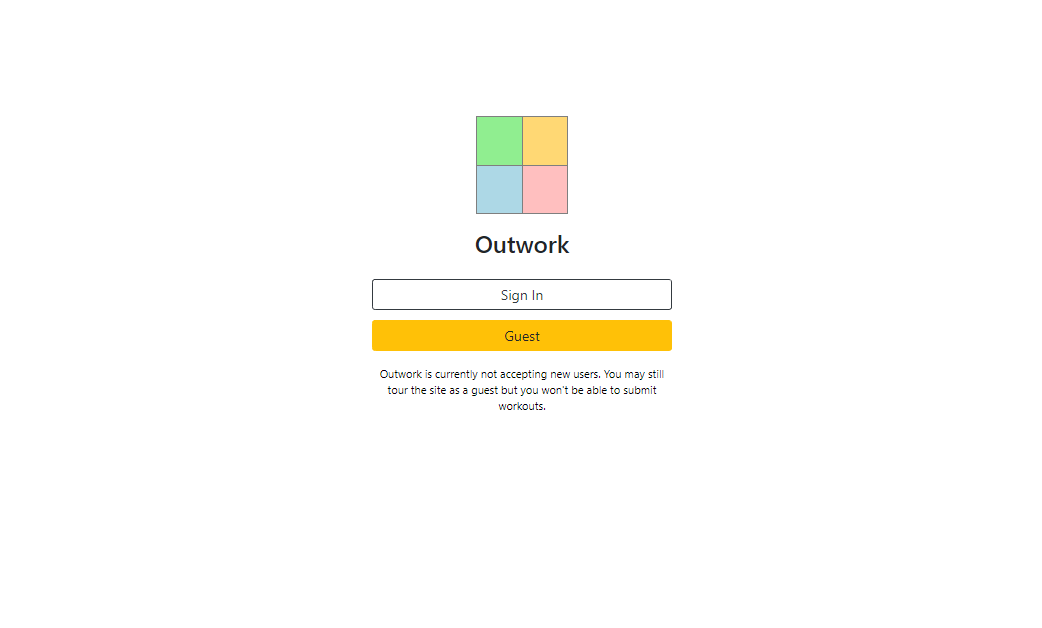 Outwork
Sign In
Guest
Outwork is currently not accepting new users. You may still
tour the site as a guest but you won't be able to submit
workouts.